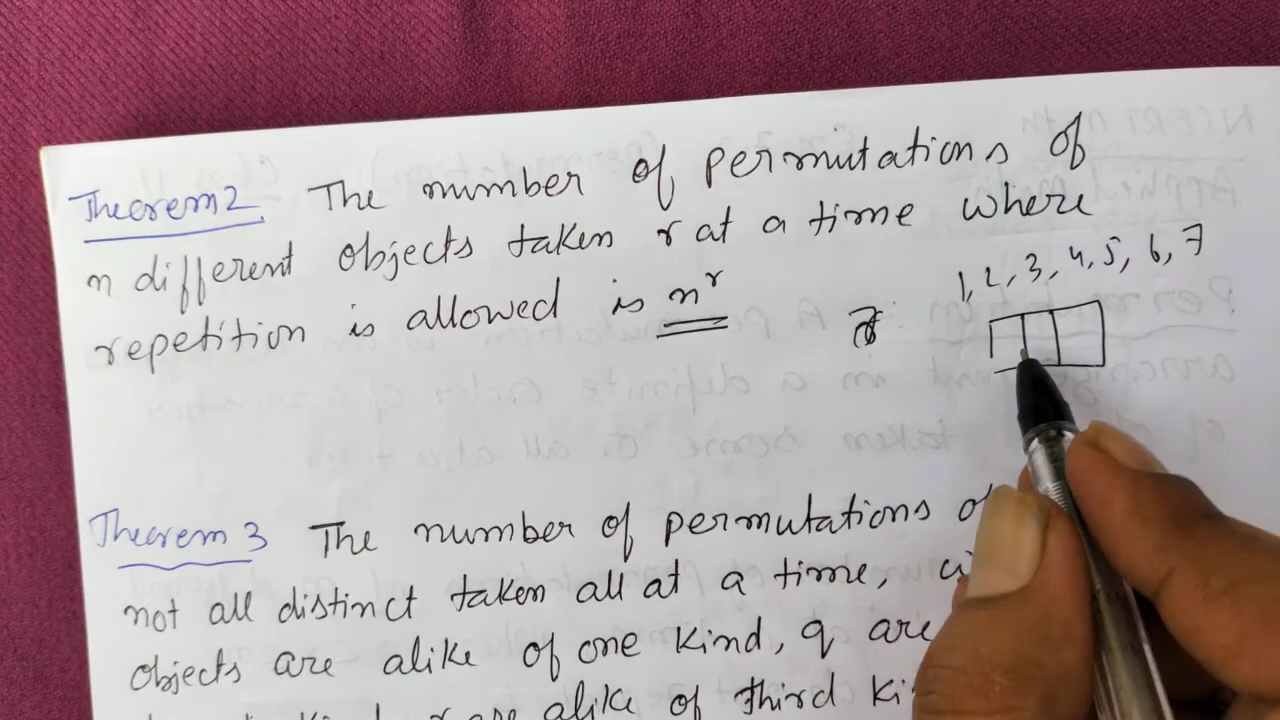 Theorem 2 The number of permutations of
n different objects taken r at a time where
repetition is allowed is nʳ
1, 2, 3, 4, 5, 6, 7
Theorem 3 The number of permutations of
not all distinct taken all at a time,
objects are alike of one kind, q are
alike of third